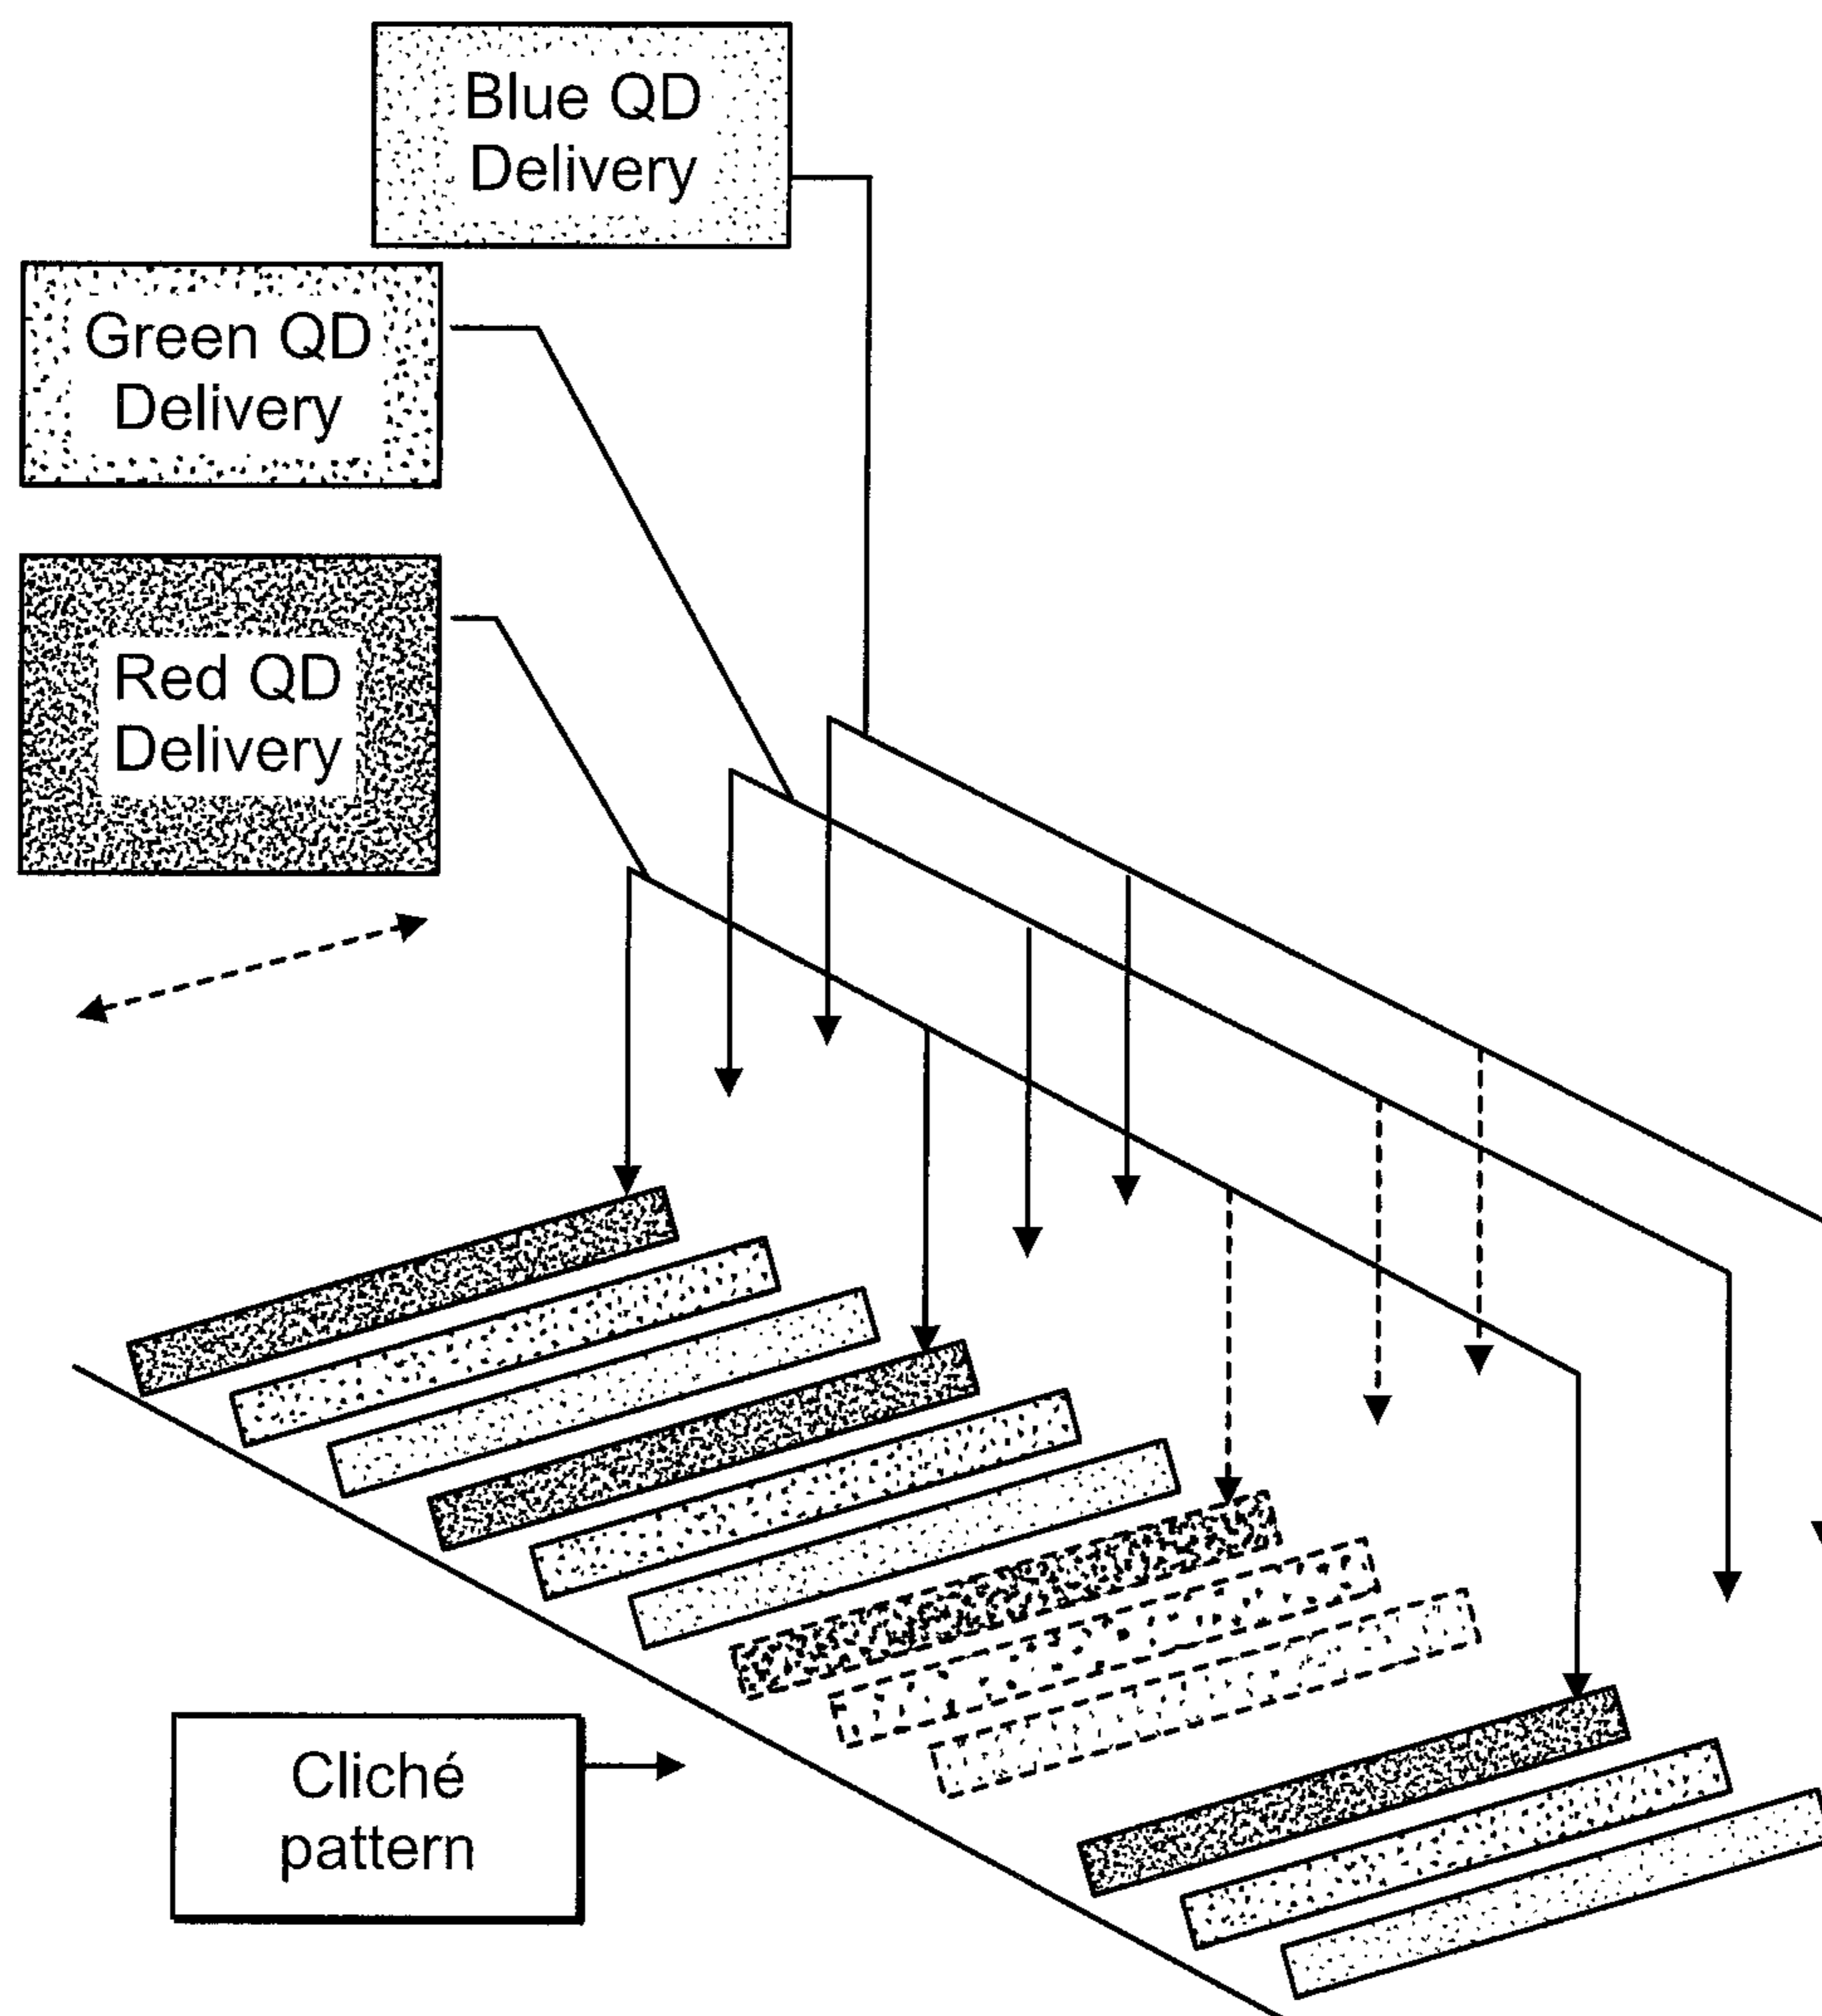 Blue QD
Delivery
Green QD
Delivery
Red QD
Delivery
Cliché
pattern